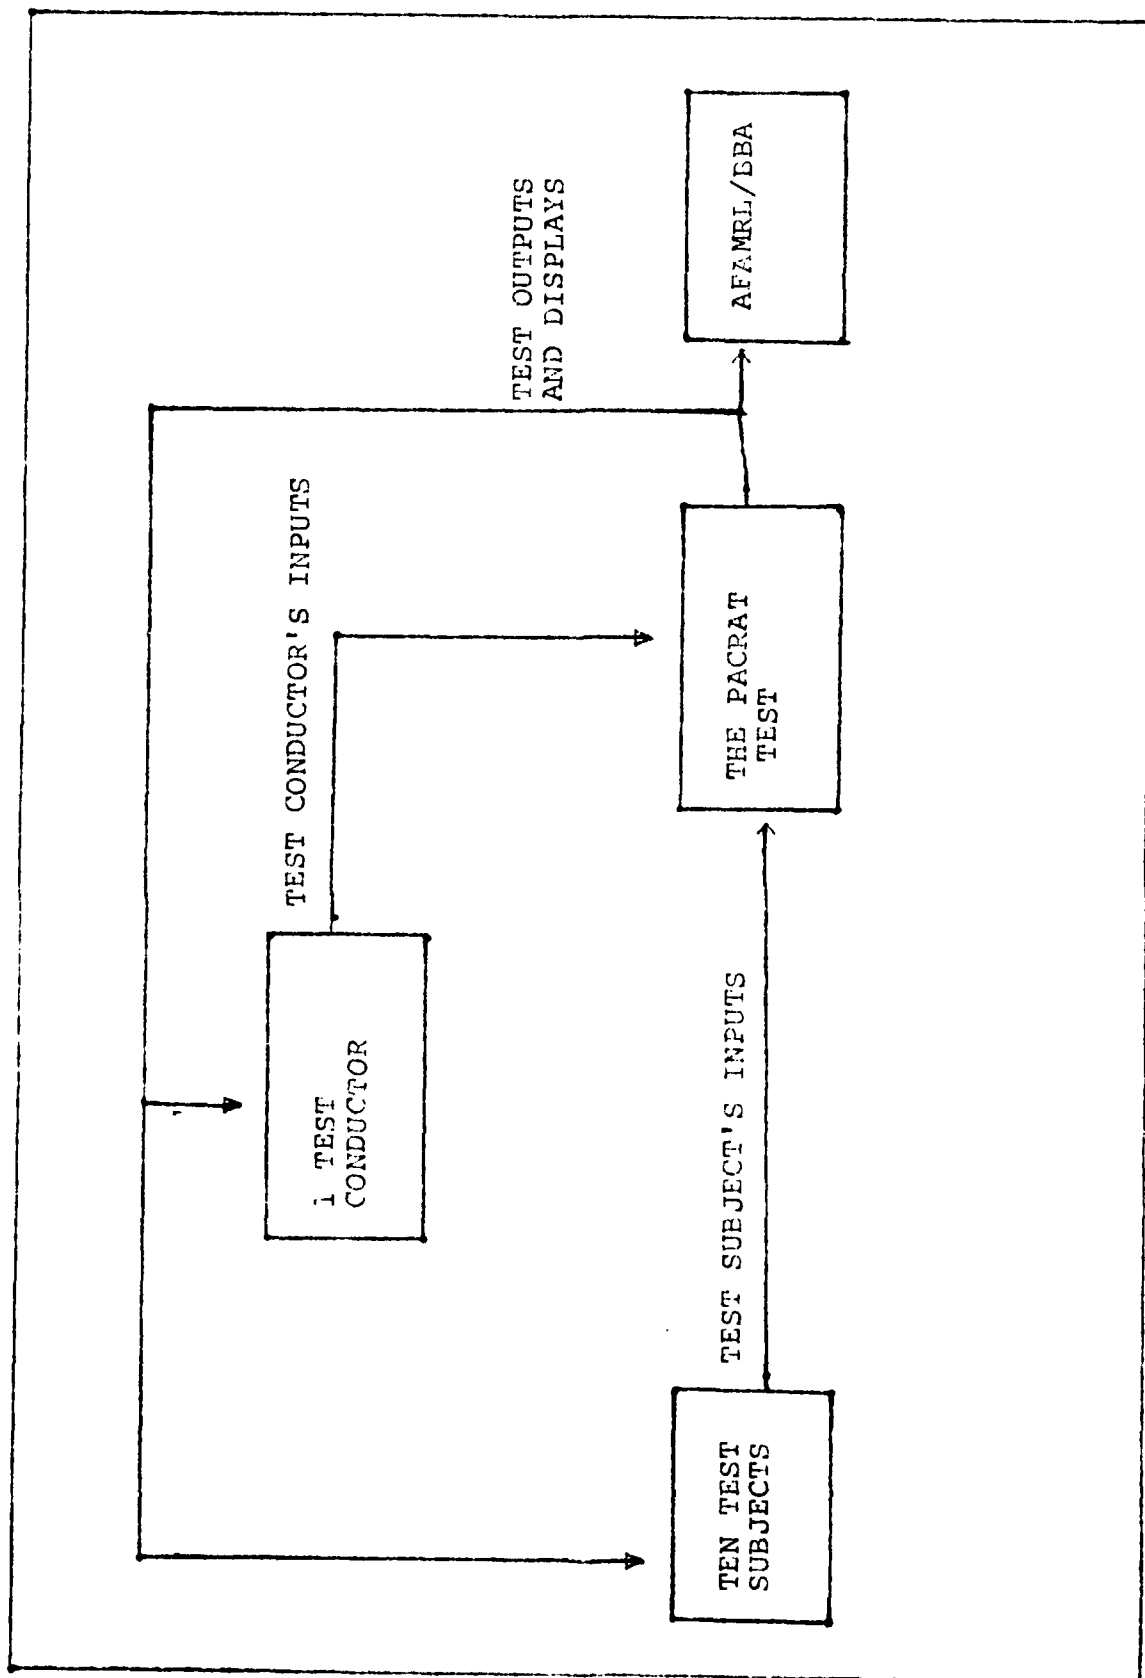 TEST OUTPUTS
AND DISPLAYS
TEST CONDUCTOR'S INPUTS
1 TEST
CONDUCTOR
TEST SUBJECT'S INPUTS
TEN TEST
SUBJECTS
THE PACRAT
TEST
AFAMRL/BBA